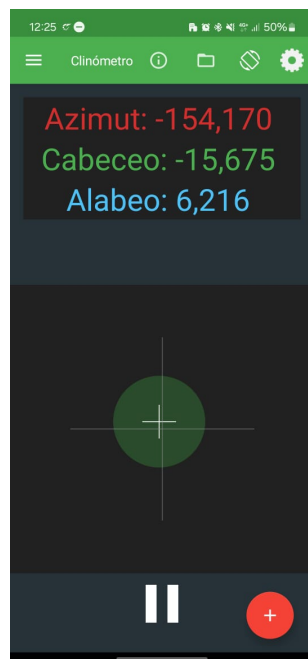 12:25
50%
Clinómetro
Azimut: -154,170
Cabeceo: -15,675
Alabeo: 6,216